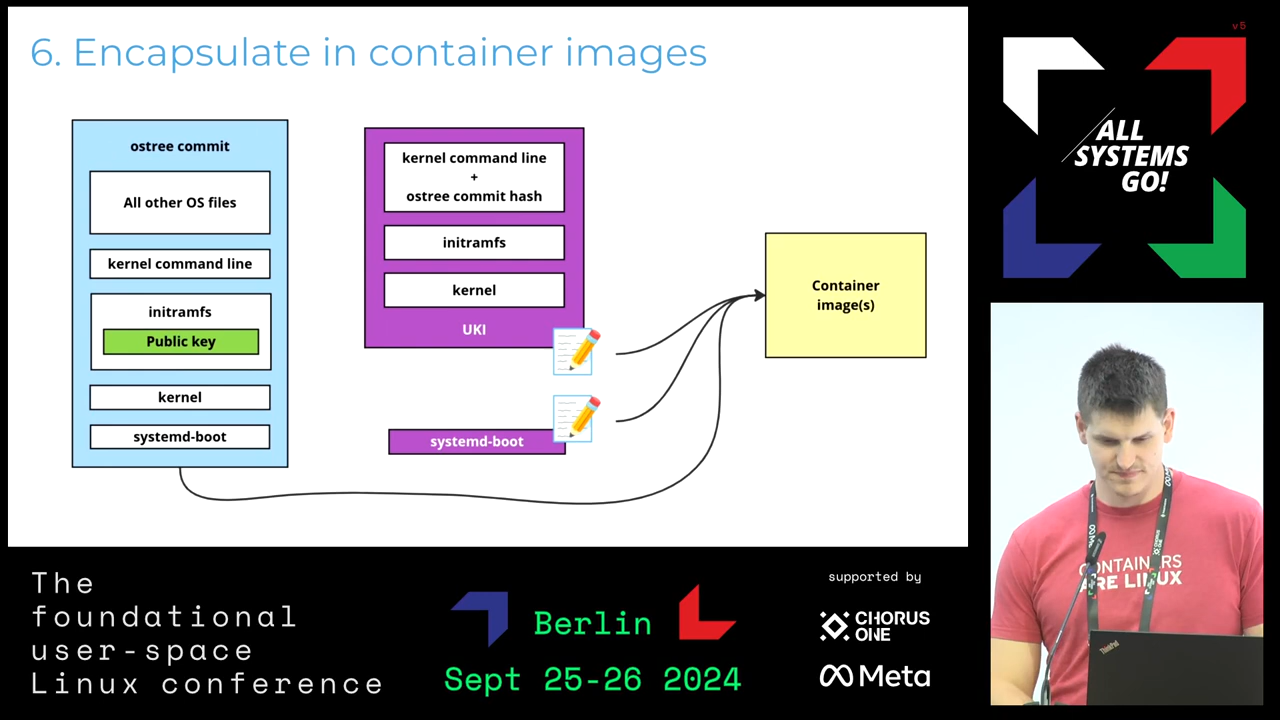 6. Encapsulate in container images
ostree commit
All other OS files
kernel command line
initramfs
Public key
kernel
systemd-boot
kernel command line
+
ostree commit hash
initramfs
kernel
UKI
systemd-boot
Container
image(s)
v5
ALL
SYSTEMS
GO!
CONTAINERS
ARE LINUX
ThinkPad
The
foundational
user-space
Linux conference
Berlin
Sept 25-26 2024
supported by
CHORUS
ONE
Meta